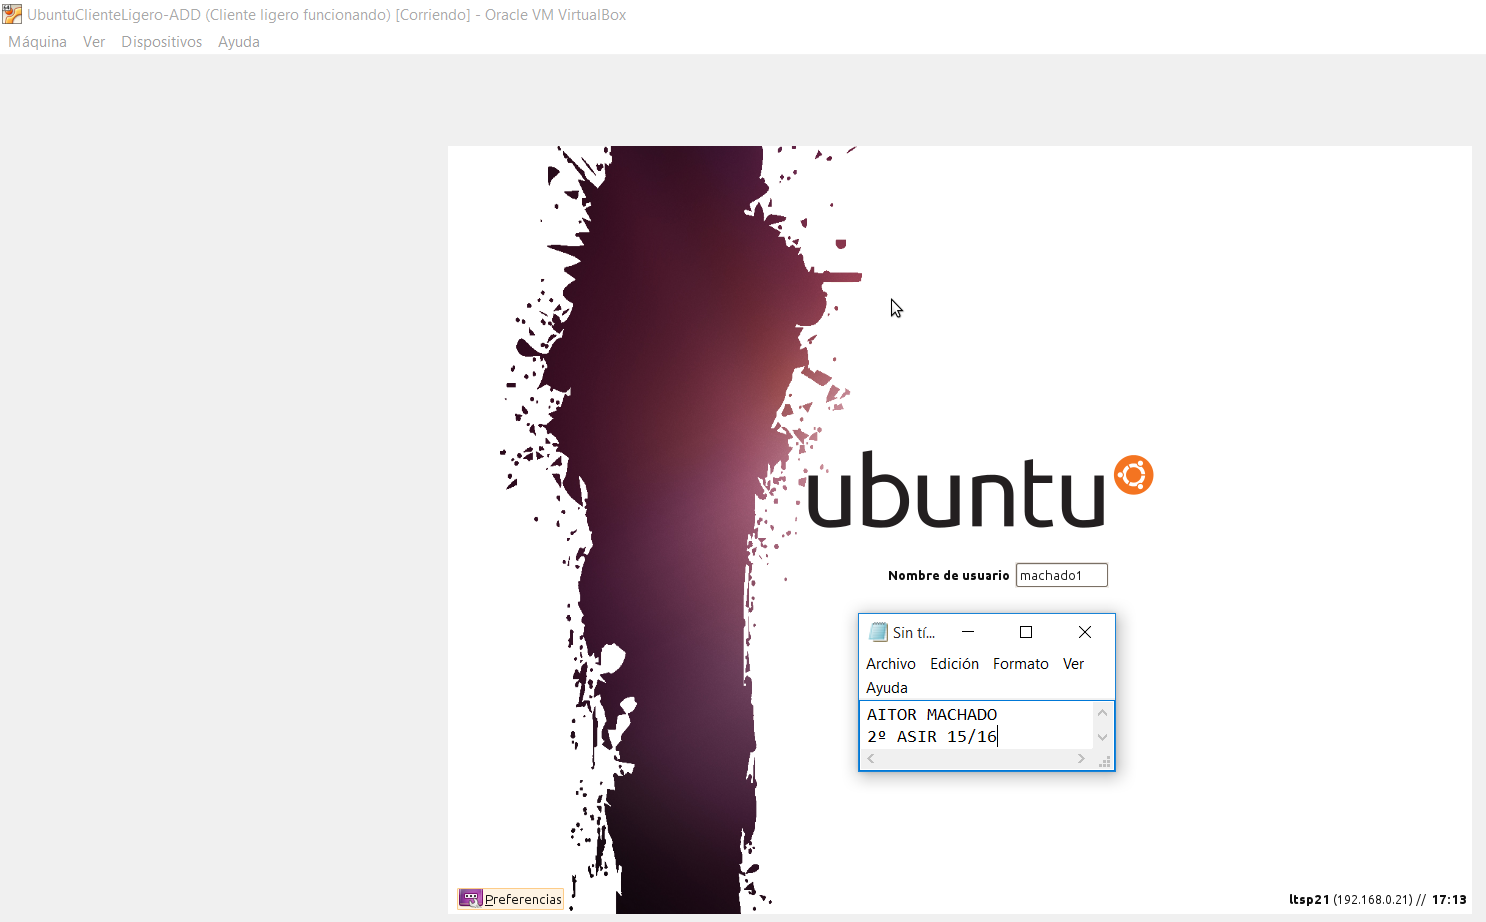 UbuntuClienteLigero-ADD (Cliente ligero funcionando) [Corriendo] - Oracle VM VirtualBox
Máquina Ver Dispositivos Ayuda
ubuntu
Nombre de usuario machado1
Sin tí...
Archivo Edición Formato Ver
Ayuda
AITOR MACHADO
2º ASIR 15/16
Preferencias
ltsp21 (192.168.0.21) // 17:13